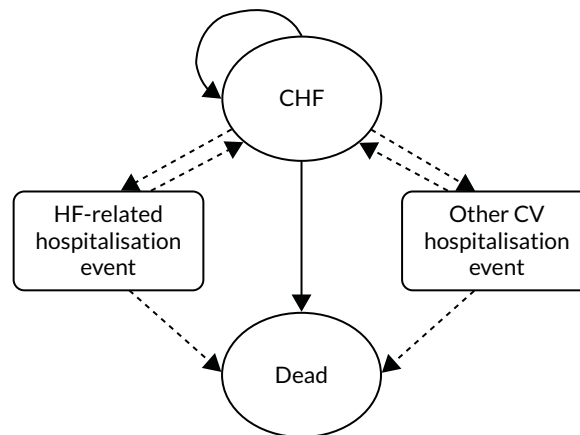 CHF
HF-related
hospitalisation
event
Other CV
hospitalisation
event
Dead